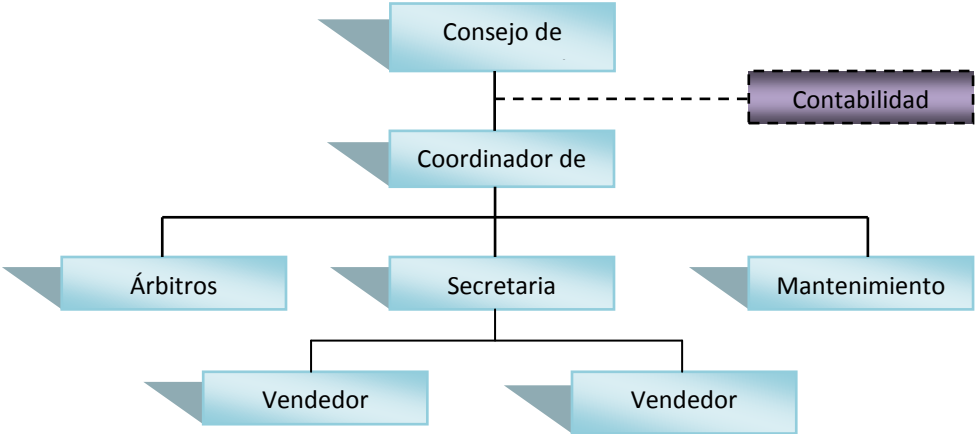 Consejo de
Contabilidad
Coordinador de
Árbitros
Secretaria
Mantenimiento
Vendedor
Vendedor